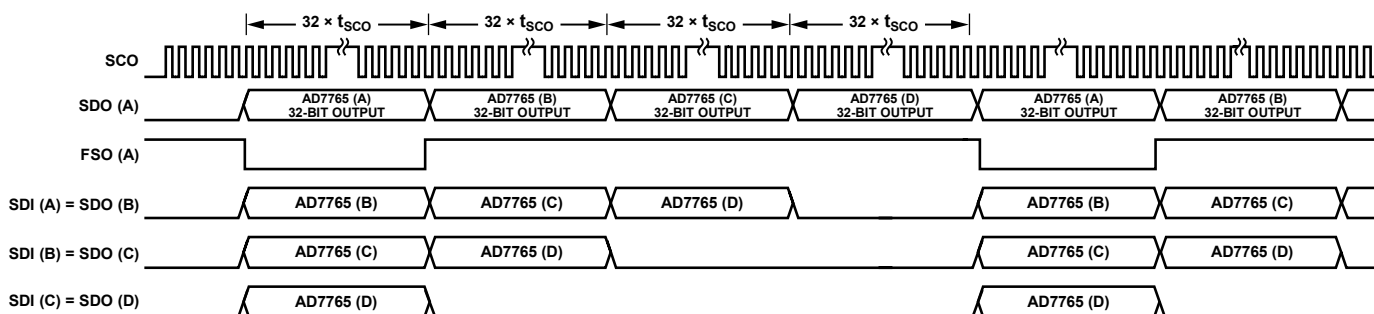 32 × tSCO 32 × tSCO 32 × tSCO 32 × tSCO
SCO
SDO (A) AD7765 (A) AD7765 (B) AD7765 (C) AD7765 (D) AD7765 (A) AD7765 (B)
32-BIT OUTPUT 32-BIT OUTPUT 32-BIT OUTPUT 32-BIT OUTPUT 32-BIT OUTPUT 32-BIT OUTPUT
FSO (A)
SDI (A) = SDO (B) AD7765 (B) AD7765 (C) AD7765 (D) AD7765 (B) AD7765 (C)
SDI (B) = SDO (C) AD7765 (C) AD7765 (D) AD7765 (C) AD7765 (D)
SDI (C) = SDO (D) AD7765 (D) AD7765 (D)